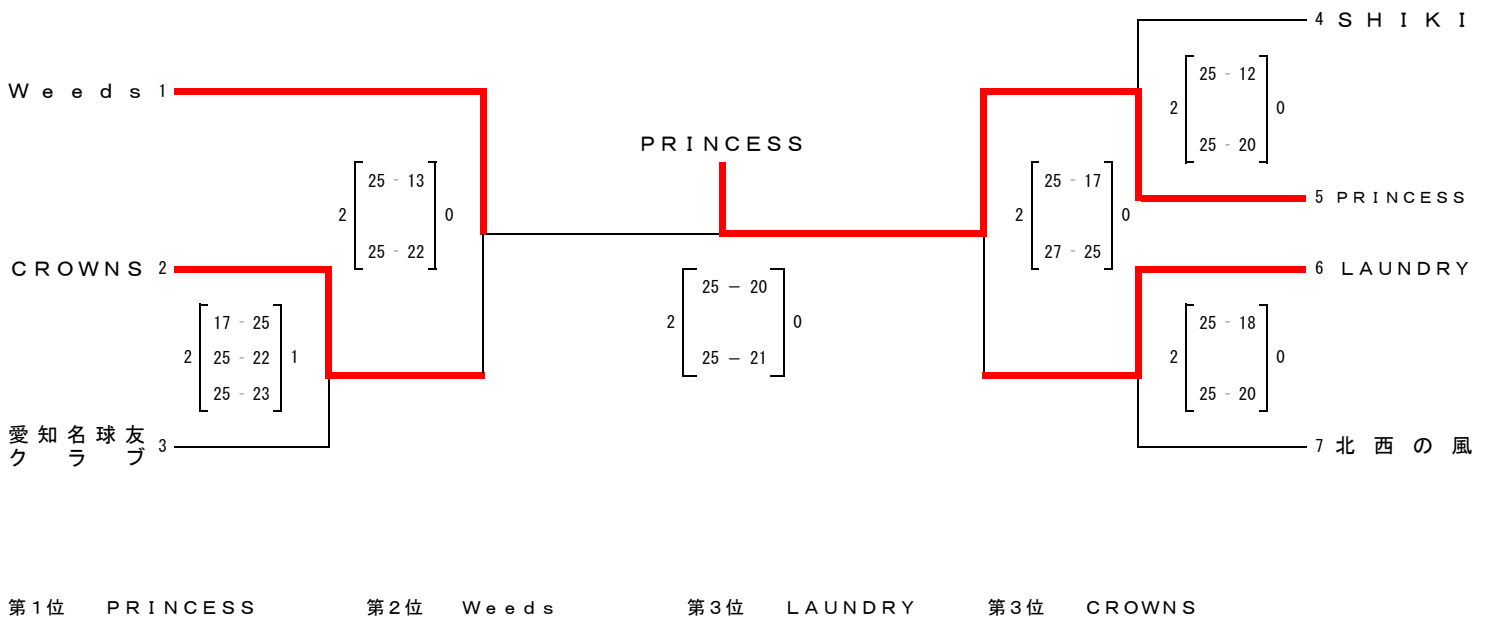 4 ＳＨＩＫＩ
25 - 12
2 0
25 - 20
Ｗｅｅｄｓ 1
ＰＲＩＮＣＥＳＳ
5 ＰＲＩＮＣＥＳＳ
25 - 13
2 0
25 - 22
25 - 17
2 0
27 - 25
ＣＲＯＷＮＳ 2
6 ＬＡＵＮＤＲＹ
17 - 25
2 25 - 22 1
25 - 23
25 － 20
2 0
25 － 21
25 - 18
2 0
25 - 20
愛知名球友
クラブ 3
7 北西の風
第１位 ＰＲＩＮＣＥＳＳ 第２位 Ｗｅｅｄｓ 第３位 ＬＡＵＮＤＲＹ 第３位 ＣＲＯＷＮＳ